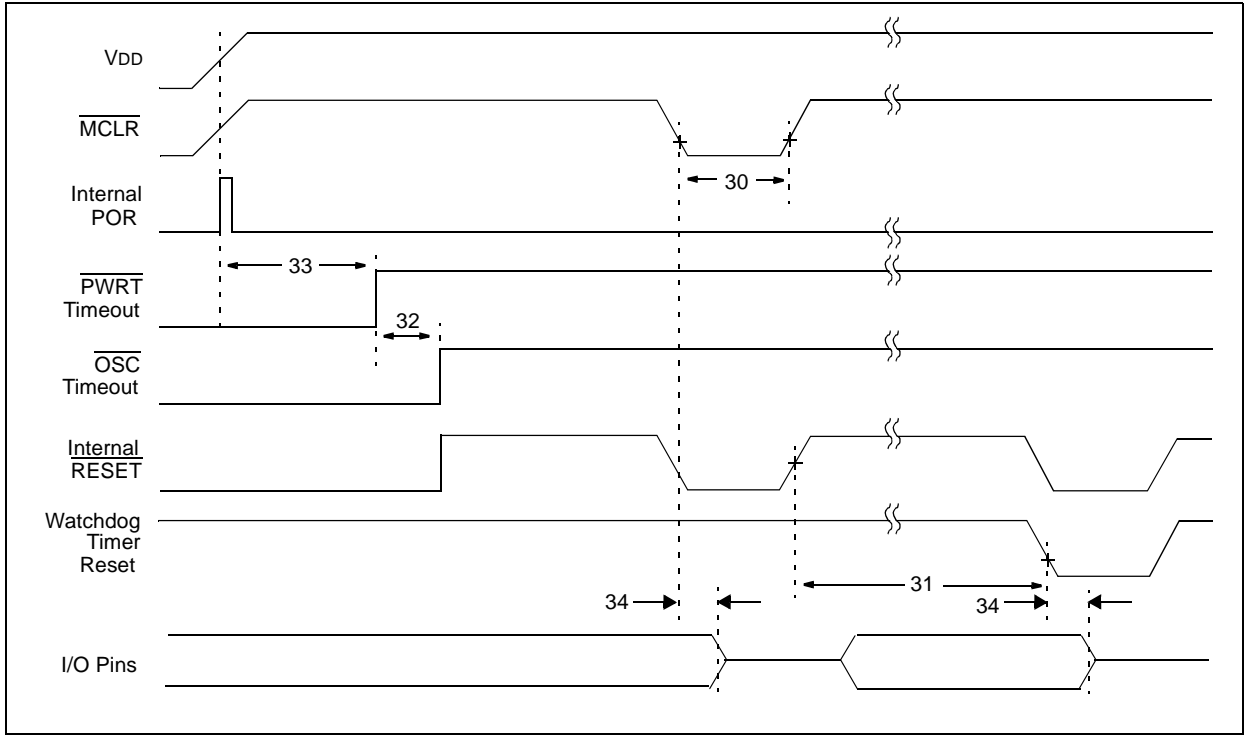 VDD
MCLR
Internal
POR
30
33
PWRT
Timeout
32
OSC
Timeout
Internal
RESET
Watchdog
Timer
Reset
31
34
34
I/O Pins